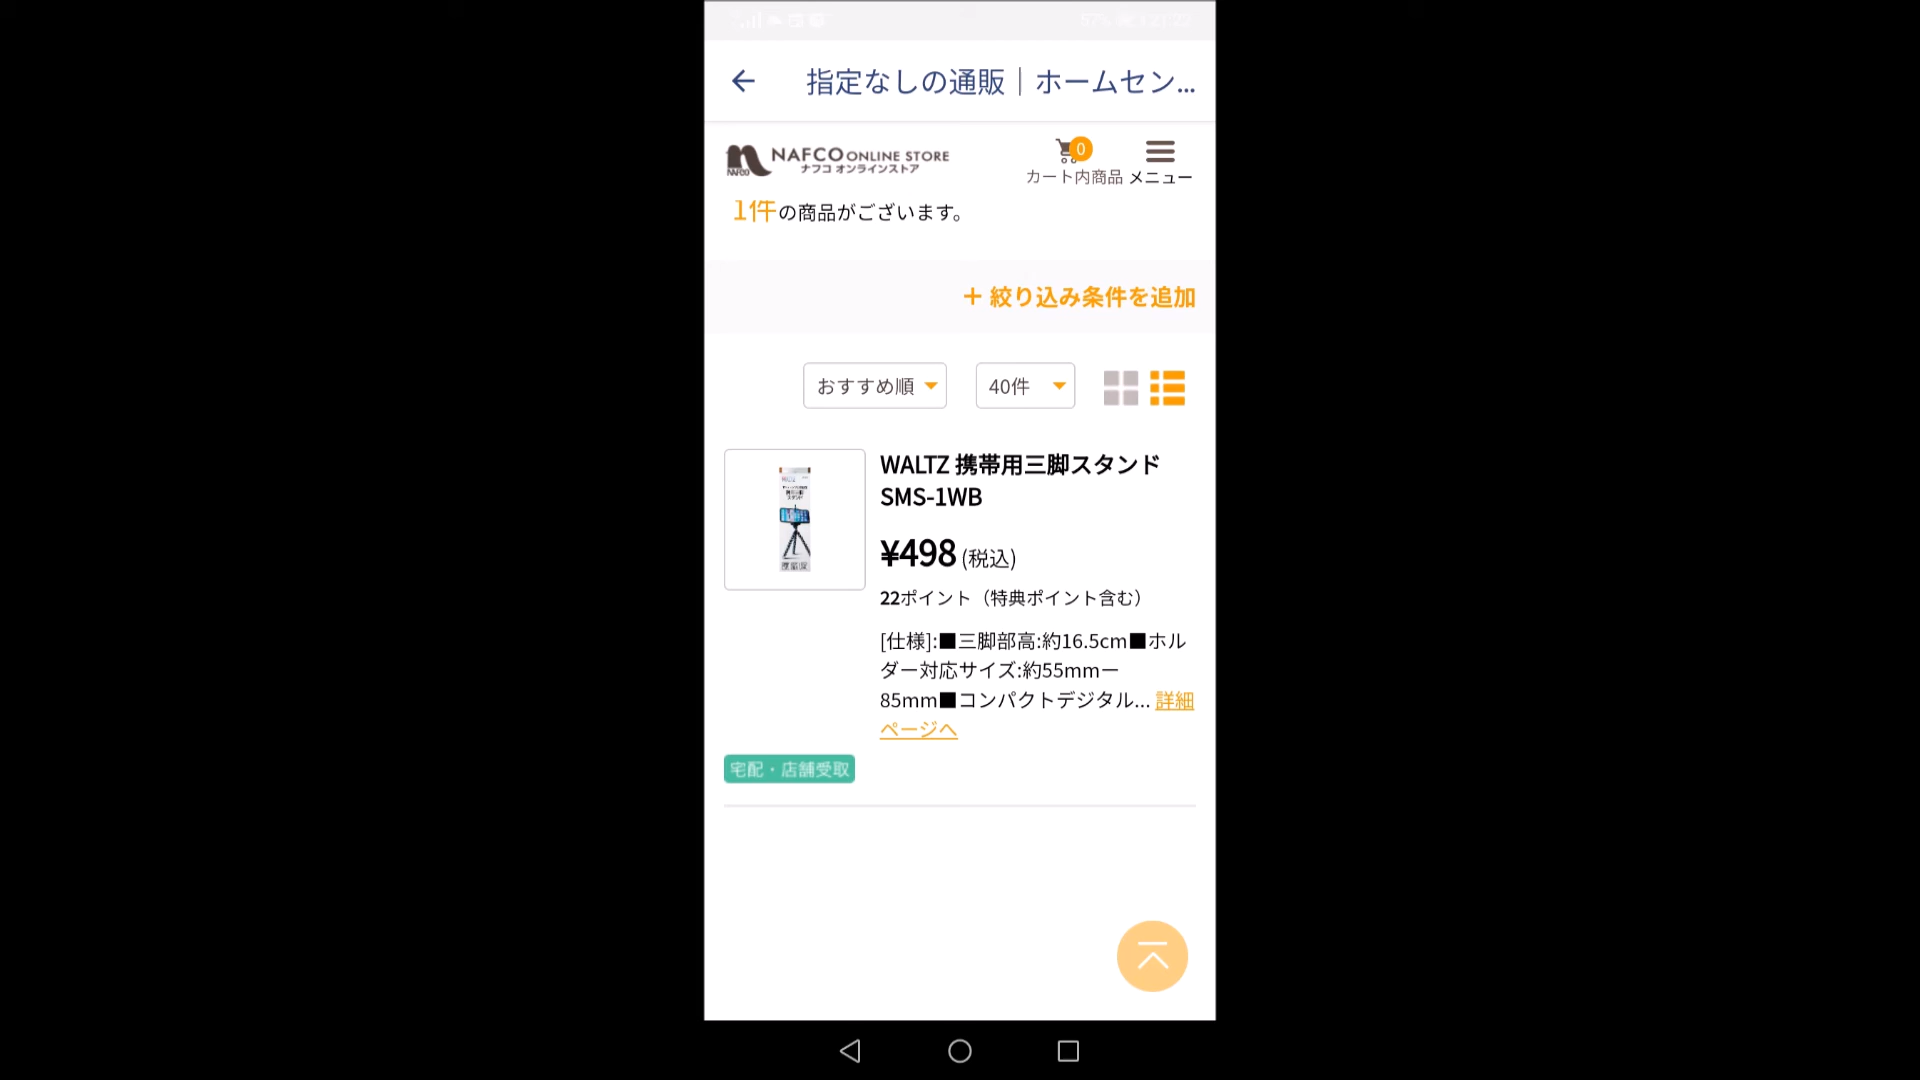 指定なしの通販｜ホームセン...
NAFCO ONLINE STORE
ナフコ オンラインストア
0
カート内商品 メニュー
1件の商品がございます。
＋ 絞り込み条件を追加
おすすめ順 40件
WALTZ 携帯用三脚スタンド
SMS-1WB
¥498 (税込)
22ポイント（特典ポイント含む）
[仕様]:■三脚部高:約16.5cm■ホル
ダー対応サイズ:約55mmー
85mm■コンパクトデジタル... 詳細
ページへ
宅配・店舗受取